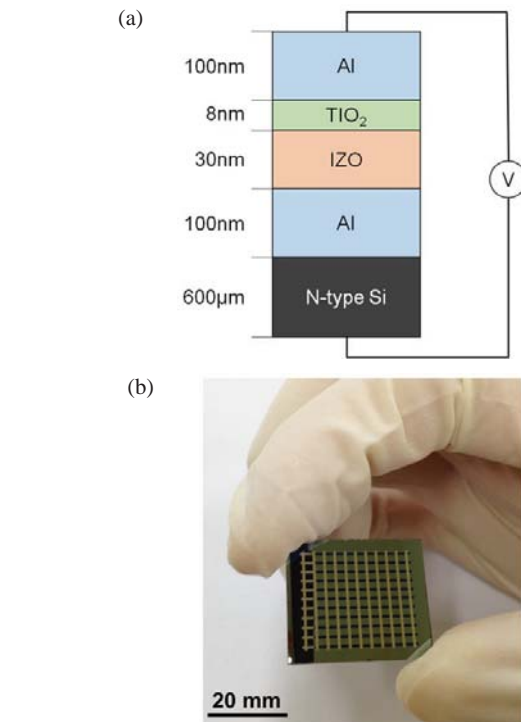 (a)
100nm Al
8nm TIO₂
30nm IZO
V
100nm Al
600µm N-type Si
(b)
20 mm